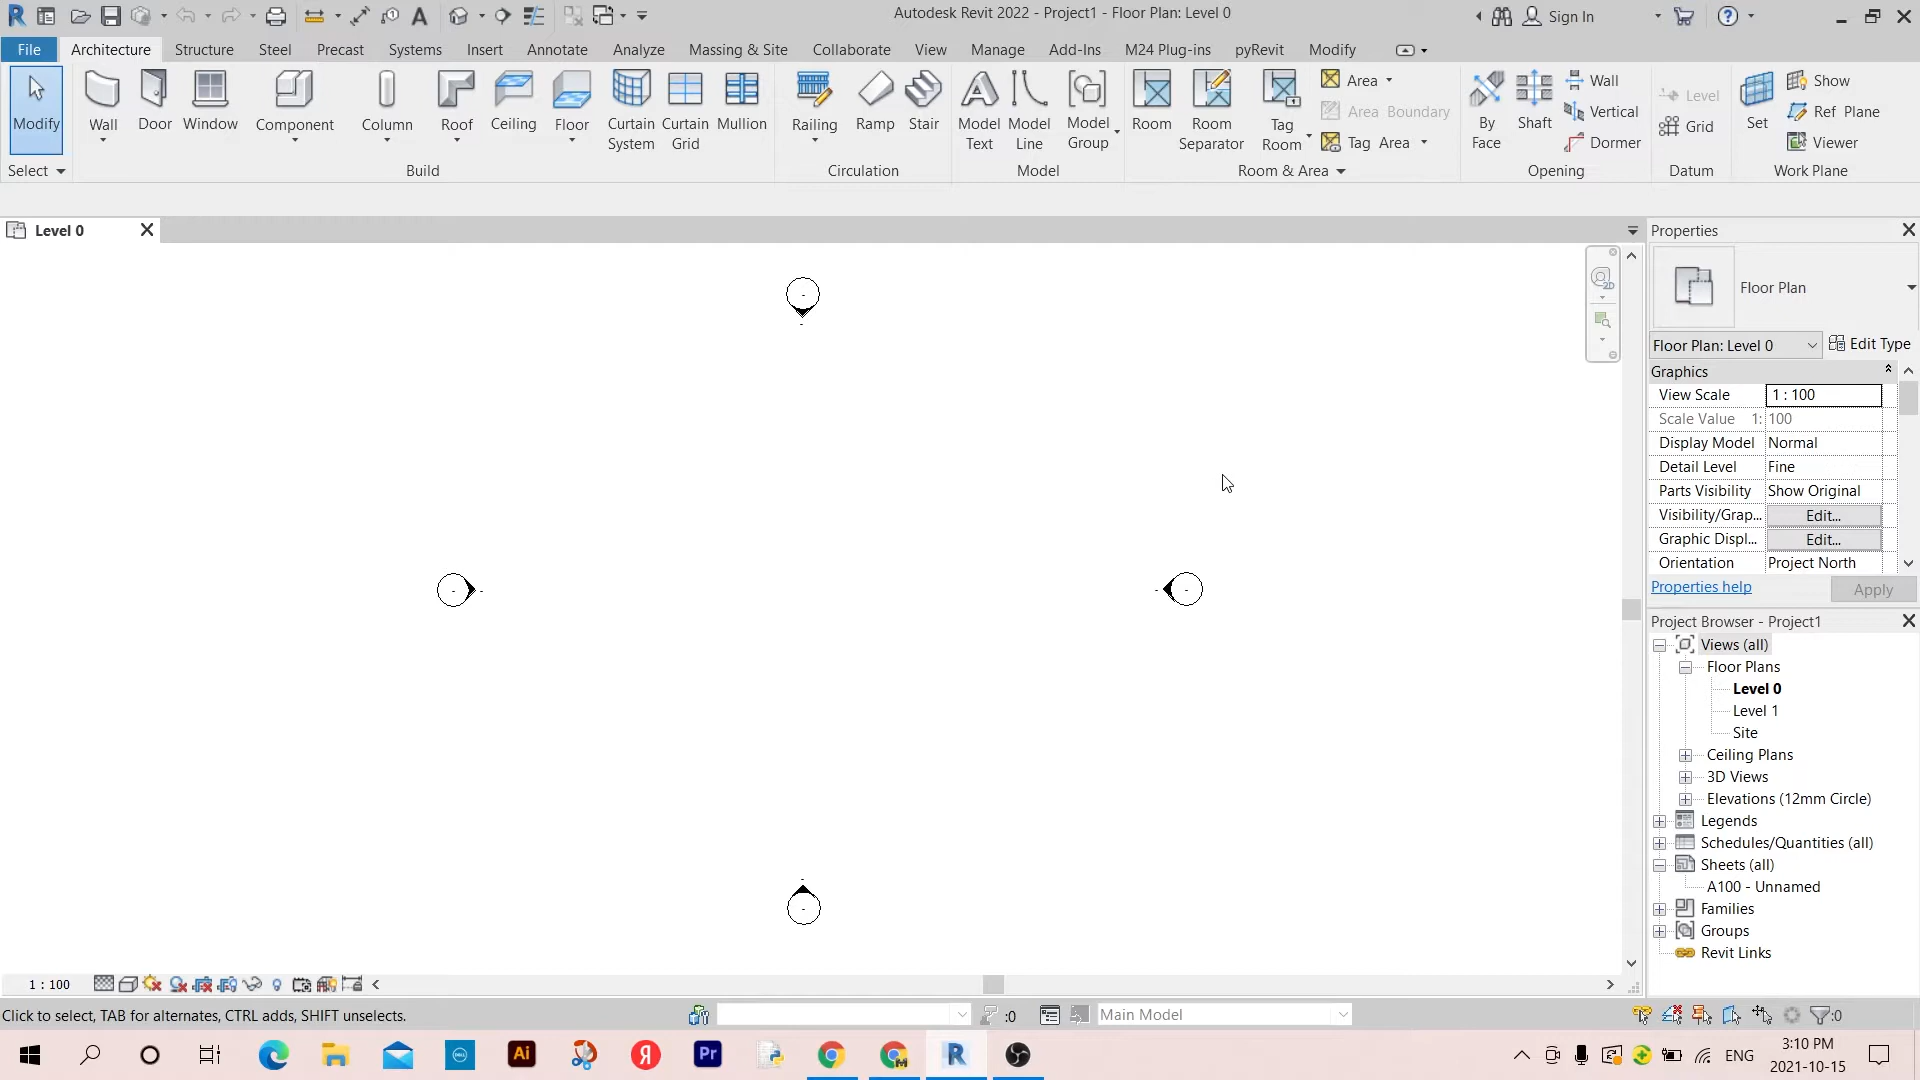 Autodesk Revit 2022 - Project1 - Floor Plan: Level 0
Sign In
File Architecture Structure Steel Precast Systems Insert Annotate Analyze Massing & Site Collaborate View Manage Add-Ins M24 Plug-ins pyRevit Modify
Modify
Wall
Door
Window
Component
Column
Roof
Ceiling
Floor
Curtain
System
Curtain
Grid
Mullion
Railing
Ramp
Stair
Model
Text
Model
Line
Model
Group
Room
Room
Separator
Tag
Room
Area
Area Boundary
Tag Area
By
Face
Shaft
Wall
Vertical
Dormer
Level
Grid
Set
Show
Ref Plane
Viewer
Select Build Circulation Model Room & Area Opening Datum Work Plane
Level 0
Properties
Floor Plan
Floor Plan: Level 0 Edit Type
Graphics
View Scale 1 : 100
Scale Value 1: 100
Display Model Normal
Detail Level Fine
Parts Visibility Show Original
Visibility/Grap... Edit...
Graphic Displ... Edit...
Orientation Project North
Properties help Apply
Project Browser - Project1
Views (all)
Floor Plans
Level 0
Level 1
Site
Ceiling Plans
3D Views
Elevations (12mm Circle)
Legends
Schedules/Quantities (all)
Sheets (all)
A100 - Unnamed
Families
Groups
Revit Links
1 : 100
Click to select, TAB for alternates, CTRL adds, SHIFT unselects. :0 Main Model :0
ENG
3:10 PM
2021-10-15